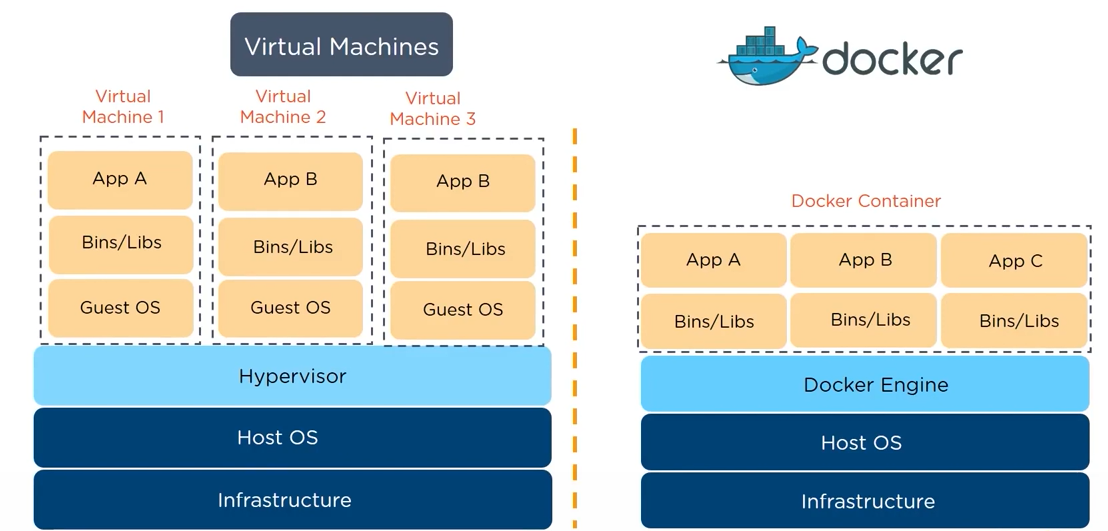 Virtual Machines
Virtual
Machine 1
Virtual
Machine 2
Virtual
Machine 3
App A
Bins/Libs
Guest OS
App B
Bins/Libs
Guest OS
App B
Bins/Libs
Guest OS
Hypervisor
Host OS
Infrastructure
docker
Docker Container
App A
App B
App C
Bins/Libs
Bins/Libs
Bins/Libs
Docker Engine
Host OS
Infrastructure